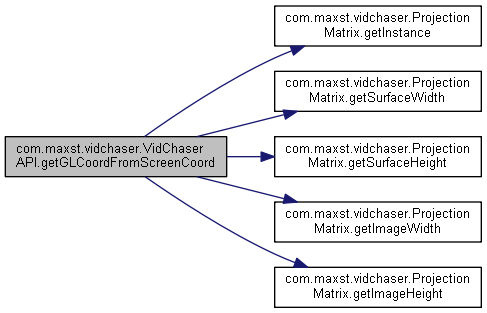 com.maxst.vidchaser.Projection
Matrix.getInstance
com.maxst.vidchaser.Projection
Matrix.getSurfaceWidth
com.maxst.vidchaser.VidChaser
API.getGLCoordFromScreenCoord
com.maxst.vidchaser.Projection
Matrix.getSurfaceHeight
com.maxst.vidchaser.Projection
Matrix.getImageWidth
com.maxst.vidchaser.Projection
Matrix.getImageHeight